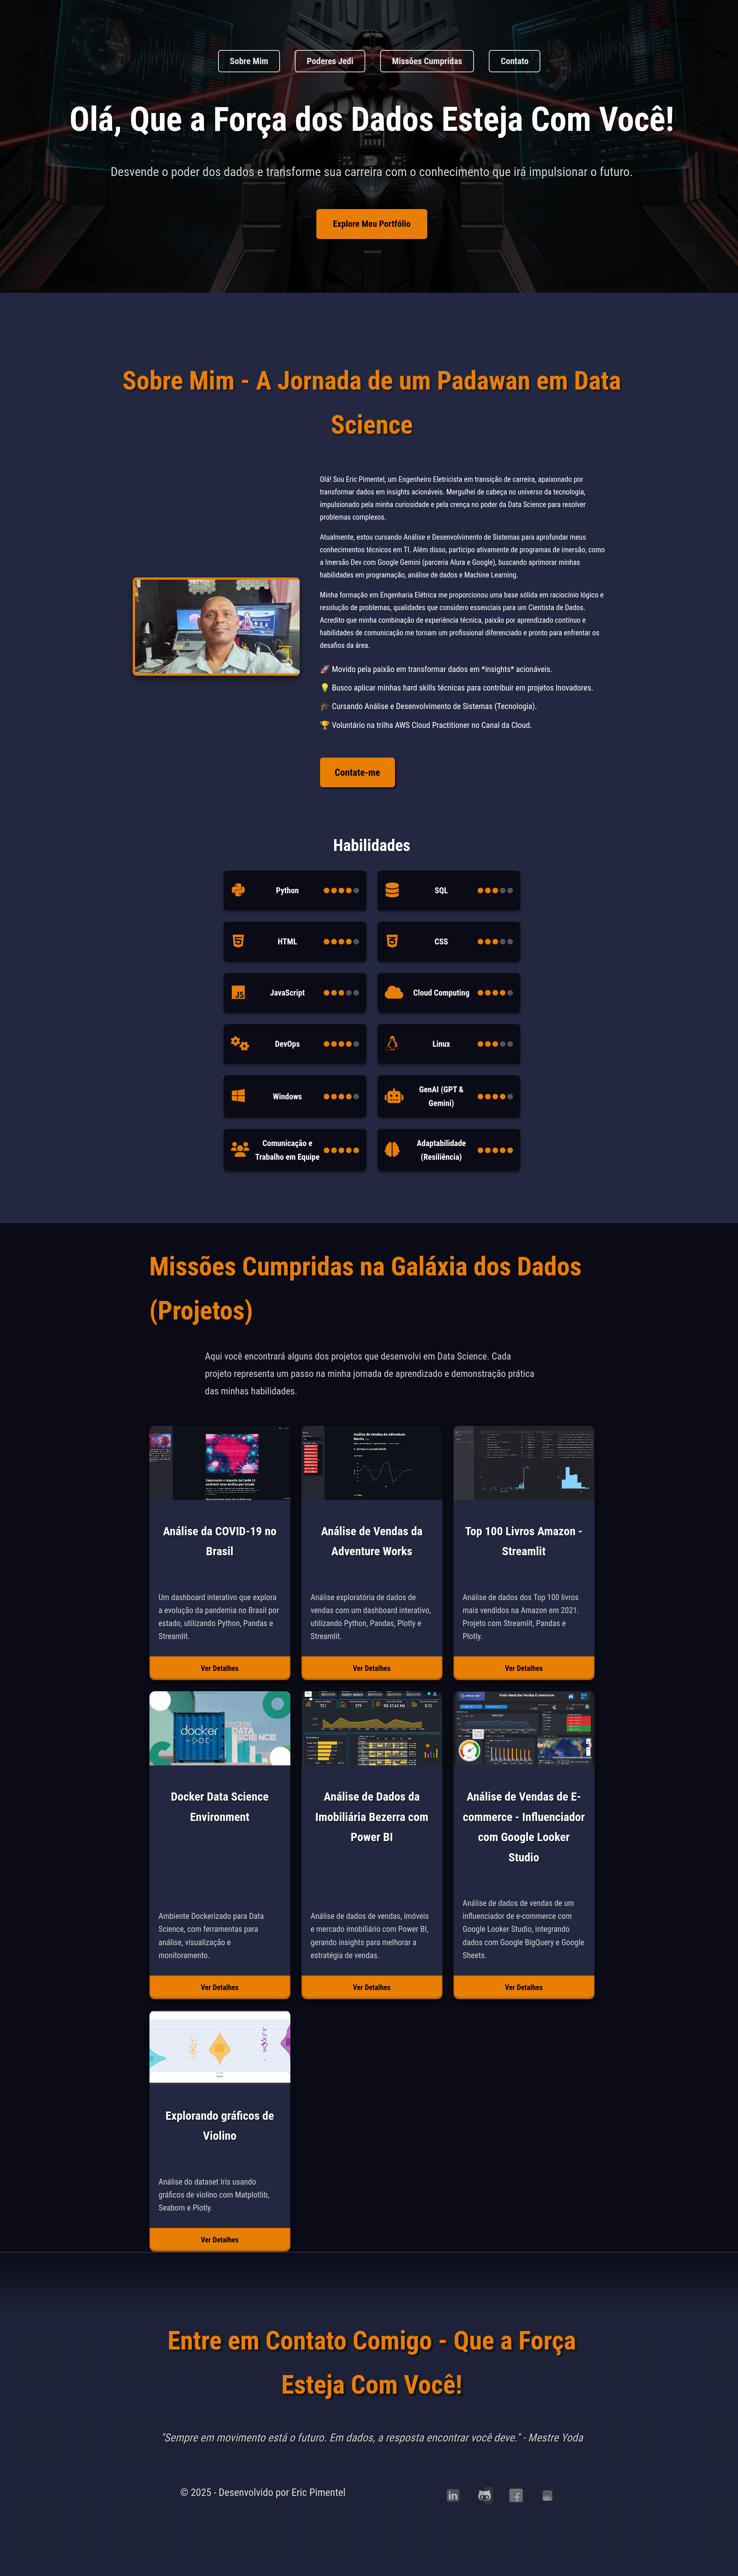 Sobre Mim
Poderes Jedi
Missões Cumpridas
Contato
Olá, Que a Força dos Dados Esteja Com Você!
Desvende o poder dos dados e transforme sua carreira com o conhecimento que irá impulsionar o futuro.
Explore Meu Portfólio
Sobre Mim - A Jornada de um Padawan em Data
Science
Olá! Sou Eric Pimentel, um Engenheiro Eletricista em transição de carreira, apaixonado por
transformar dados em insights acionáveis. Mergulhei de cabeça no universo da tecnologia,
impulsionado pela minha curiosidade e pela crença no poder da Data Science para resolver
problemas complexos.
Atualmente, estou cursando Análise e Desenvolvimento de Sistemas para aprofundar meus
conhecimentos técnicos em TI. Além disso, participo ativamente de programas de imersão, como
a Imersão Dev com Google Gemini (parceria Alura e Google), buscando aprimorar minhas
habilidades em programação, análise de dados e Machine Learning.
Minha formação em Engenharia Elétrica me proporcionou uma base sólida em raciocínio lógico e
resolução de problemas, qualidades que considero essenciais para um Cientista de Dados.
Acredito que minha combinação de experiência técnica, paixão por aprendizado contínuo e
habilidades de comunicação me tornam um profissional diferenciado e pronto para enfrentar os
desafios da área.
🚀 Movido pela paixão em transformar dados em *insights* acionáveis.
💡 Busco aplicar minhas hard skills técnicas para contribuir em projetos Inovadores.
🎓 Cursando Análise e Desenvolvimento de Sistemas (Tecnologia).
🏆 Voluntário na trilha AWS Cloud Practitioner no Canal da Cloud.
Contate-me
Habilidades
Python
SQL
HTML
CSS
JavaScript
Cloud Computing
DevOps
Linux
Windows
GenAI (GPT &
Gemini)
Comunicação e
Trabalho em Equipe
Adaptabilidade
(Resiliência)
Missões Cumpridas na Galáxia dos Dados
(Projetos)
Aqui você encontrará alguns dos projetos que desenvolvi em Data Science. Cada
projeto representa um passo na minha jornada de aprendizado e demonstração prática
das minhas habilidades.
Análise da COVID-19 no
Brasil
Um dashboard interativo que explora
a evolução da pandemia no Brasil por
estado, utilizando Python, Pandas e
Streamlit.
Ver Detalhes
Análise de Vendas da Adventure
Works
Análise de Vendas da
Adventure Works
Análise exploratória de dados de
vendas com um dashboard interativo,
utilizando Python, Pandas, Plotly e
Streamlit.
Ver Detalhes
Top 100 Livros Amazon -
Streamlit
Análise de dados dos Top 100 livros
mais vendidos na Amazon em 2021.
Projeto com Streamlit, Pandas e
Plotly.
Ver Detalhes
docker
DATA
Docker Data Science
Environment
Ambiente Dockerizado para Data
Science, com ferramentas para
análise, visualização e
monitoramento.
Ver Detalhes
Análise de Dados da
Imobiliária Bezerra com
Power BI
Análise de dados de vendas, imóveis
e mercado imobiliário com Power BI,
gerando insights para melhorar a
estratégia de vendas.
Ver Detalhes
Análise de Vendas de E-
commerce - Influenciador
com Google Looker
Studio
Análise de dados de vendas de um
influenciador de e-commerce com
Google Looker Studio, integrando
dados com Google BigQuery e Google
Sheets.
Ver Detalhes
Explorando gráficos de
Violino
Análise do dataset Iris usando
gráficos de violino com Matplotlib,
Seaborn e Plotly.
Ver Detalhes
Entre em Contato Comigo - Que a Força
Esteja Com Você!
"Sempre em movimento está o futuro. Em dados, a resposta encontrar você deve." - Mestre Yoda
© 2025 - Desenvolvido por Eric Pimentel